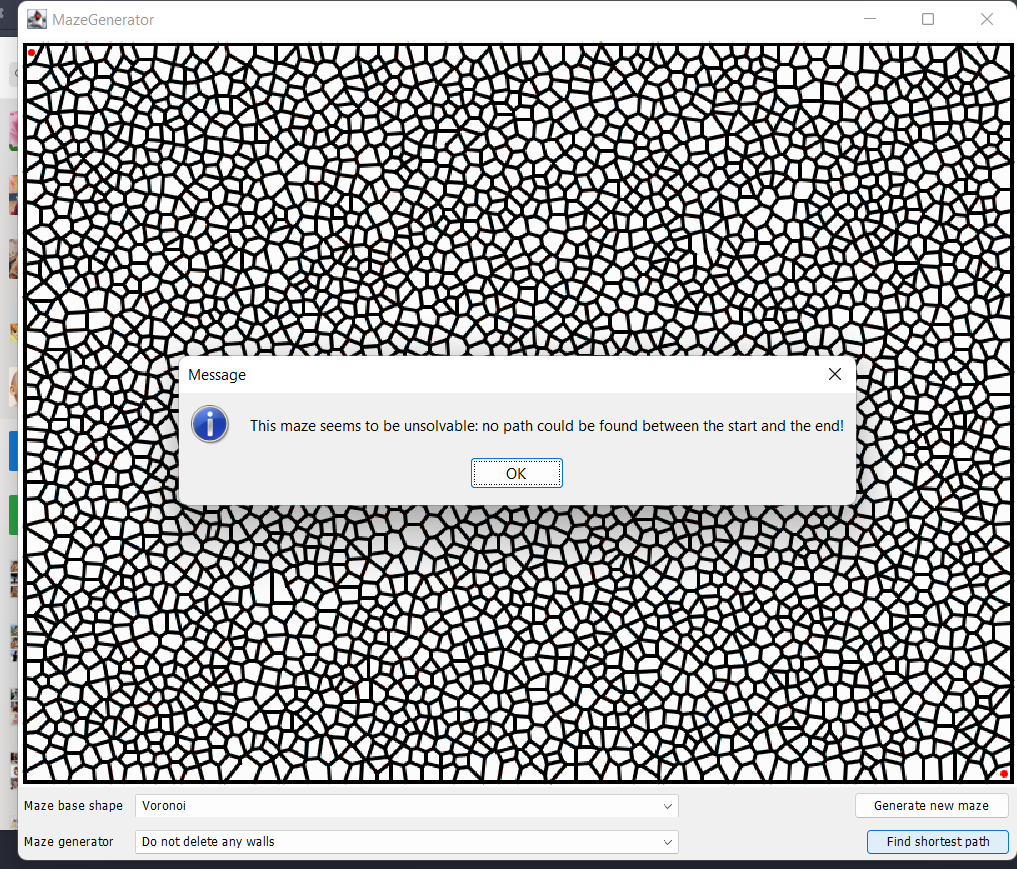 MazeGenerator
Message
This maze seems to be unsolvable: no path could be found between the start and the end!
OK
Maze base shape
Voronoi
Generate new maze
Maze generator
Do not delete any walls
Find shortest path